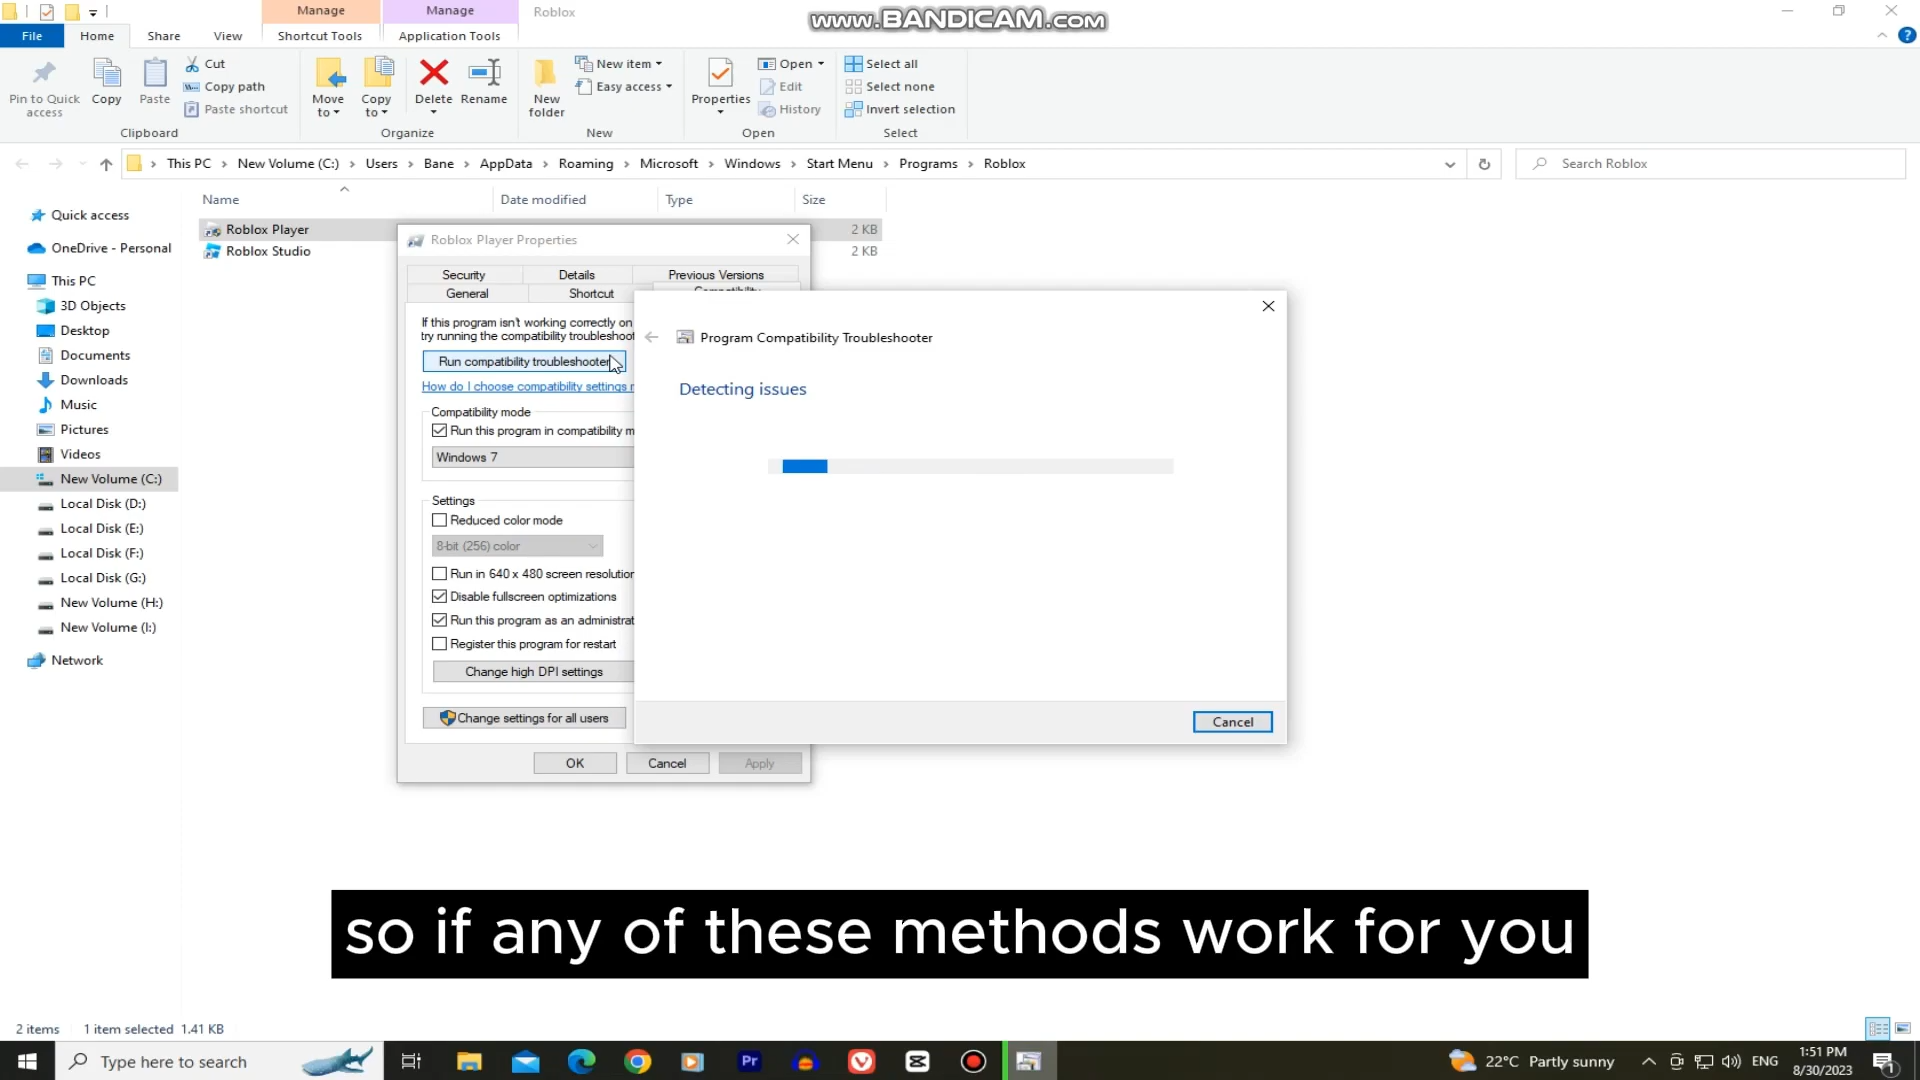 Manage
Manage
Roblox
www.BANDICAM.com
File
Home
Share
View
Shortcut Tools
Application Tools
Pin to Quick access
Copy
Paste
Cut
Copy path
Paste shortcut
Clipboard
Move to
Copy to
Delete
Rename
Organize
New folder
New item
Easy access
New
Properties
Open
Edit
History
Open
Select all
Select none
Invert selection
Select
This PC
New Volume (C:)
Users
Bane
AppData
Roaming
Microsoft
Windows
Start Menu
Programs
Roblox
Search Roblox
Name
Date modified
Type
Size
Roblox Player
2 KB
Roblox Studio
2 KB
Quick access
OneDrive - Personal
This PC
3D Objects
Desktop
Documents
Downloads
Music
Pictures
Videos
New Volume (C:)
Local Disk (D:)
Local Disk (E:)
Local Disk (F:)
Local Disk (G:)
New Volume (H:)
New Volume (I:)
Network
Roblox Player Properties
Security
Details
Previous Versions
General
Shortcut
Compatibility
If this program isn't working correctly on
try running the compatibility troubleshoot
Run compatibility troubleshooter
How do I choose compatibility settings
Compatibility mode
Run this program in compatibility m
Windows 7
Settings
Reduced color mode
8-bit (256) color
Run in 640 x 480 screen resolution
Disable fullscreen optimizations
Run this program as an administrat
Register this program for restart
Change high DPI settings
Change settings for all users
OK
Cancel
Apply
Program Compatibility Troubleshooter
Detecting issues
Cancel
so if any of these methods work for you
2 items
1 item selected 1.41 KB
Type here to search
Pr
22°C Partly sunny
ENG
1:51 PM
8/30/2023
1